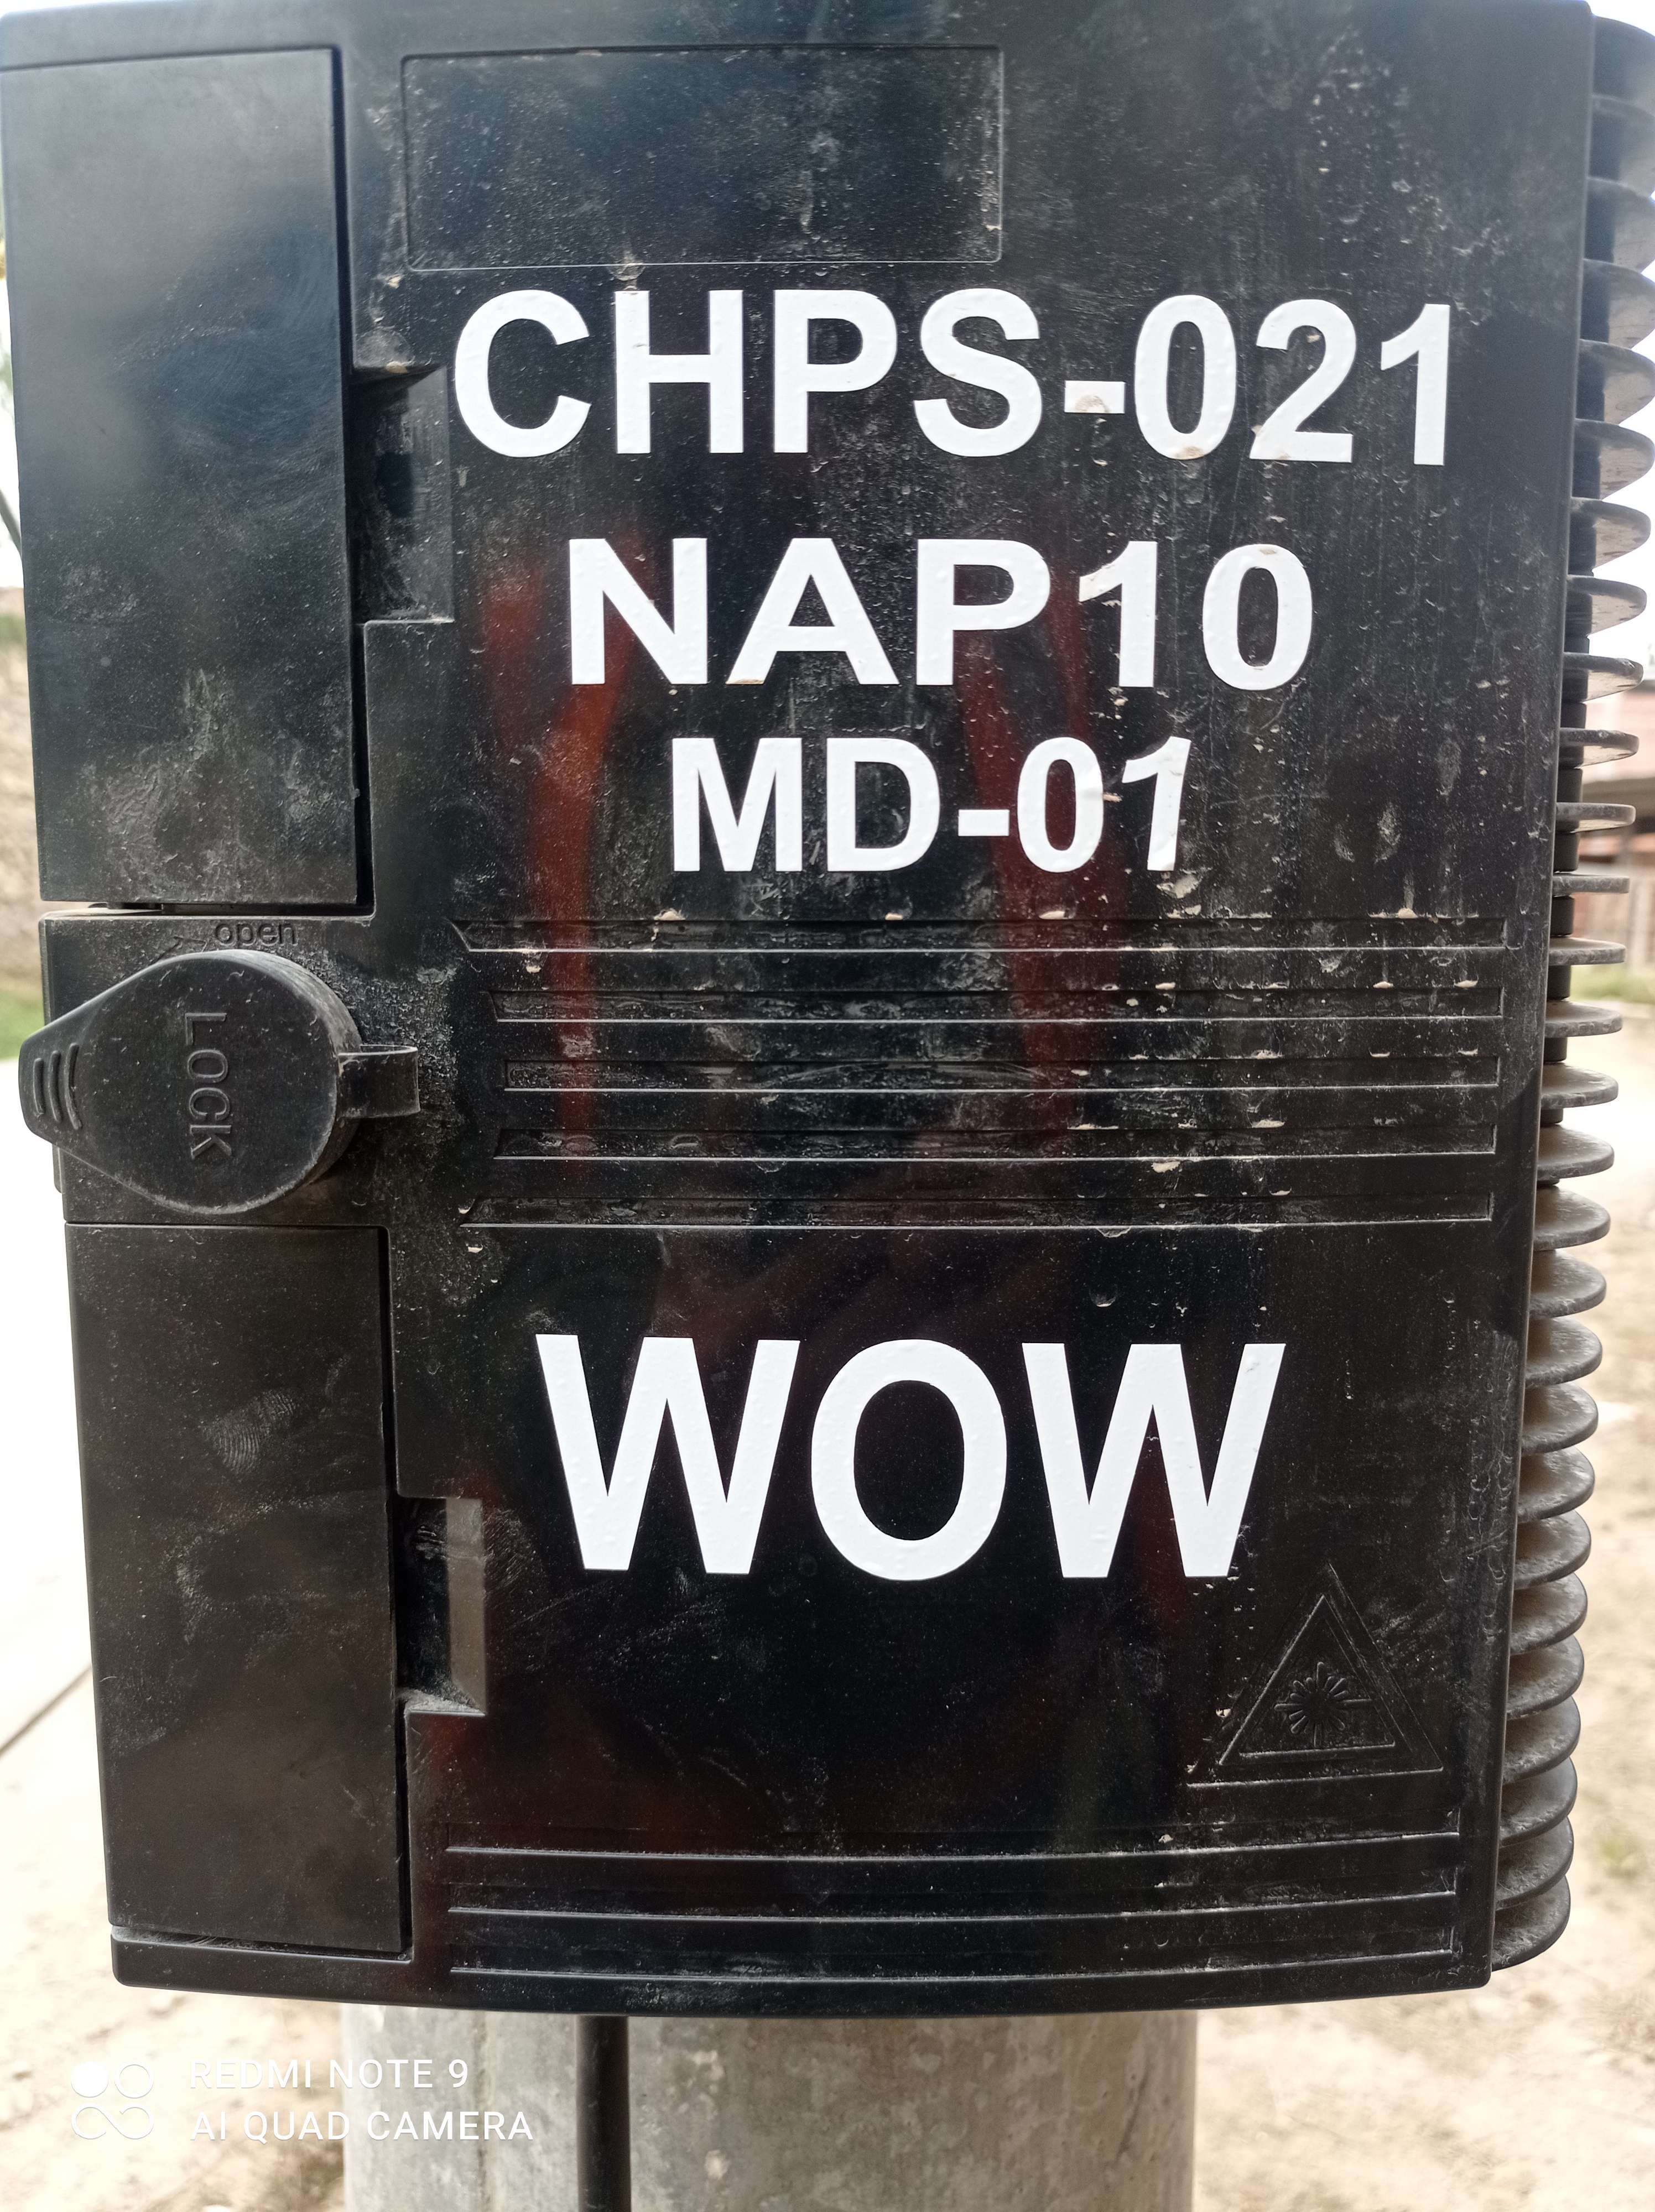 CHPS-021
NAP10
MD-01
open
LOCK
WOW
REDMI NOTE 9
AI QUAD CAMERA